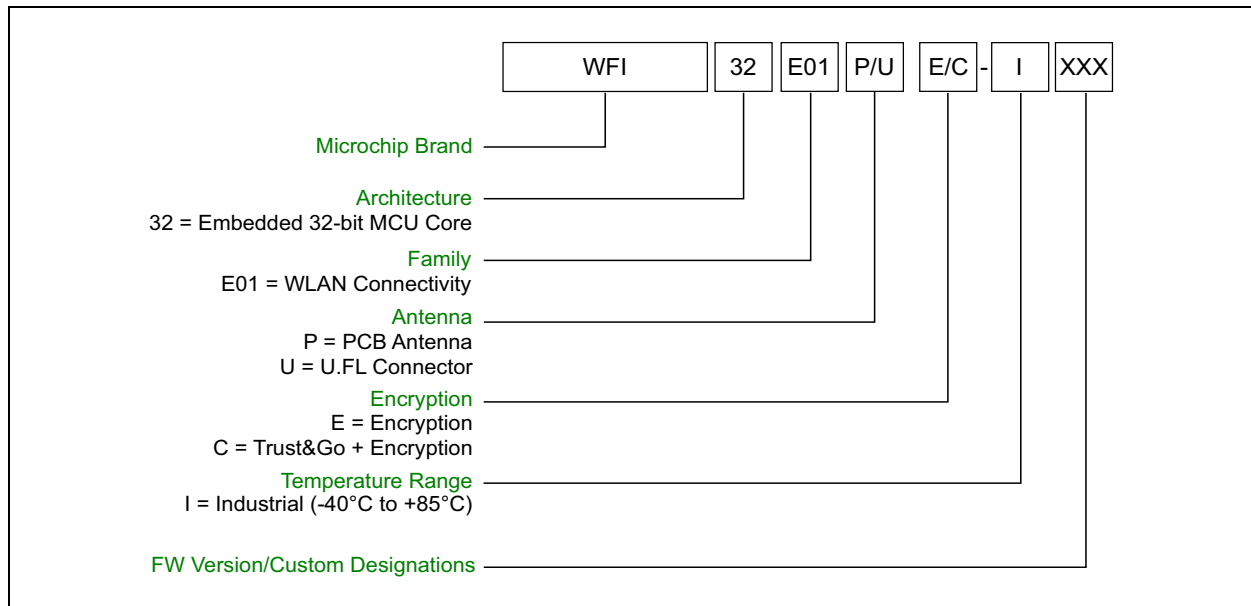 WFI 32 E01 P/U E/C - I XXX
Microchip Brand
Architecture
32 = Embedded 32-bit MCU Core
Family
E01 = WLAN Connectivity
Antenna
P = PCB Antenna
U = U.FL Connector
Encryption
E = Encryption
C = Trust&Go + Encryption
Temperature Range
I = Industrial (-40°C to +85°C)
FW Version/Custom Designations